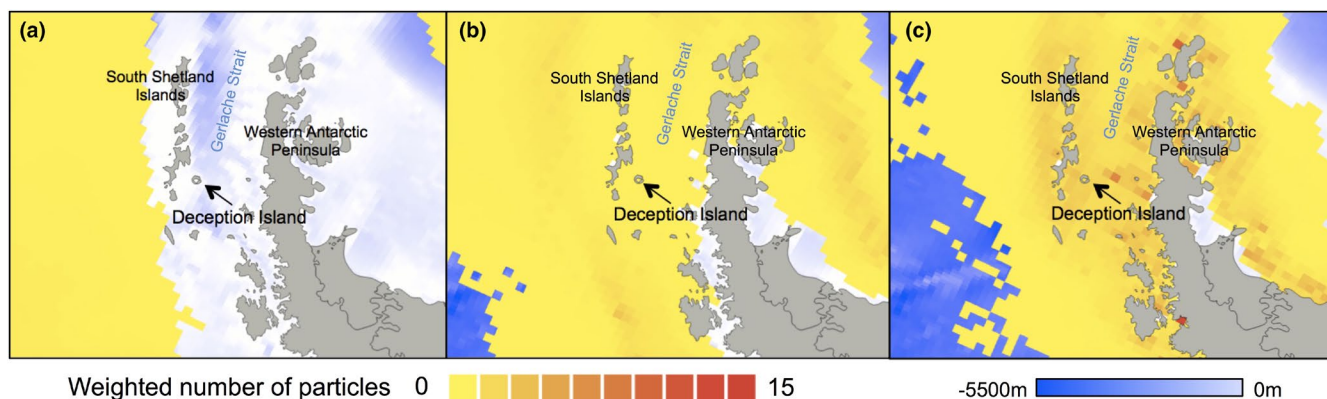 (a)
South Shetland
Islands
Gerlache Strait
Western Antarctic
Peninsula
Deception Island
(b)
South Shetland
Islands
Gerlache Strait
Western Antarctic
Peninsula
Deception Island
(c)
South Shetland
Islands
Gerlache Strait
Western Antarctic
Peninsula
Deception Island
Weighted number of particles 0 15
-5500m 0m